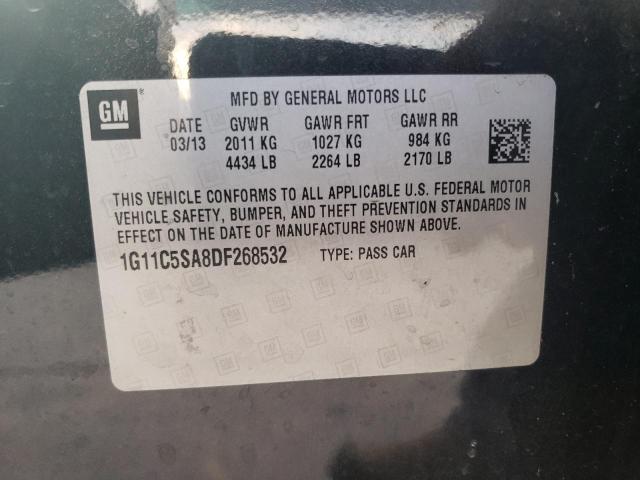 GM®
MFD BY GENERAL MOTORS LLC
DATE GVWR GAWR FRT GAWR RR
03/13 2011 KG 1027 KG 984 KG
4434 LB 2264 LB 2170 LB
THIS VEHICLE CONFORMS TO ALL APPLICABLE U.S. FEDERAL MOTOR
VEHICLE SAFETY, BUMPER, AND THEFT PREVENTION STANDARDS IN
EFFECT ON THE DATE OF MANUFACTURE SHOWN ABOVE.
1G11C5SA8DF268532 TYPE: PASS CAR